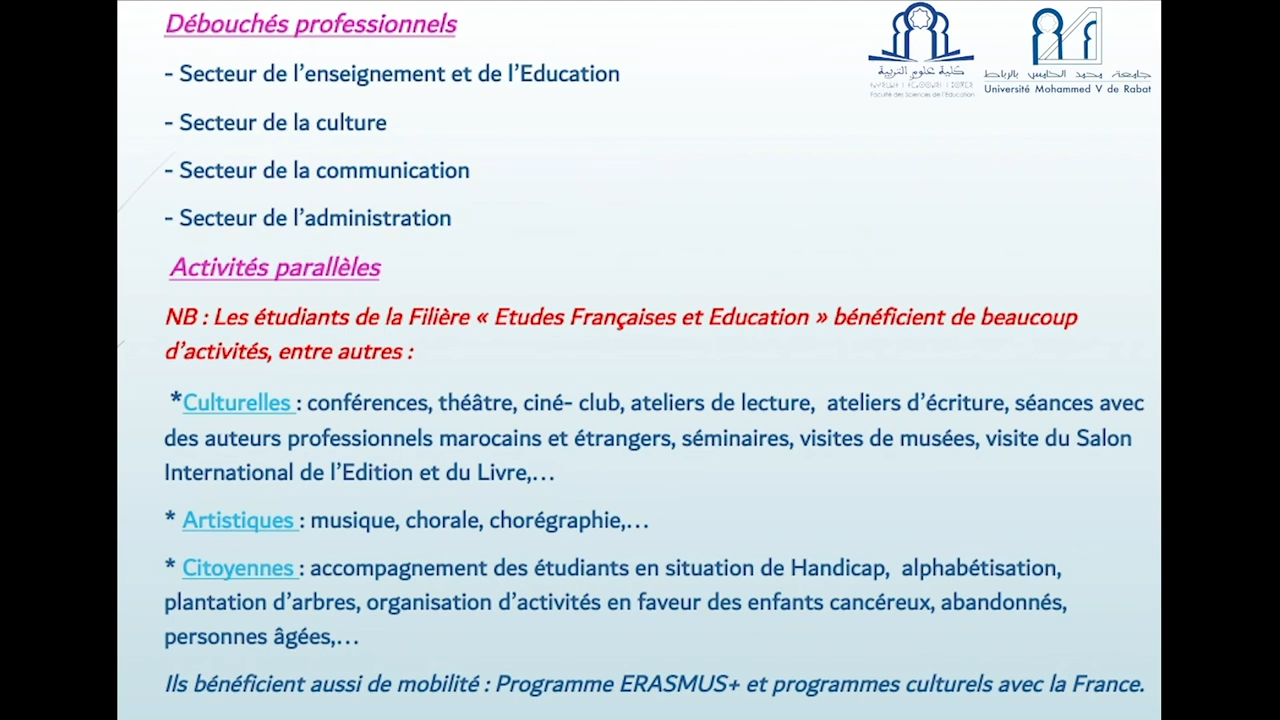 Débouchés professionnels
- Secteur de l’enseignement et de l’Education
- Secteur de la culture
- Secteur de la communication
- Secteur de l’administration
كلية علوم التربية
Faculté des Sciences de l'Education
جامعة محمد الخامس بالرباط
Université Mohammed V de Rabat
Activités parallèles
NB : Les étudiants de la Filière « Etudes Françaises et Education » bénéficient de beaucoup
d’activités, entre autres :
*Culturelles : conférences, théâtre, ciné- club, ateliers de lecture, ateliers d’écriture, séances avec
des auteurs professionnels marocains et étrangers, séminaires, visites de musées, visite du Salon
International de l’Edition et du Livre,…
* Artistiques : musique, chorale, chorégraphie,…
* Citoyennes : accompagnement des étudiants en situation de Handicap, alphabétisation,
plantation d’arbres, organisation d’activités en faveur des enfants cancéreux, abandonnés,
personnes âgées,…
Ils bénéficient aussi de mobilité : Programme ERASMUS+ et programmes culturels avec la France.